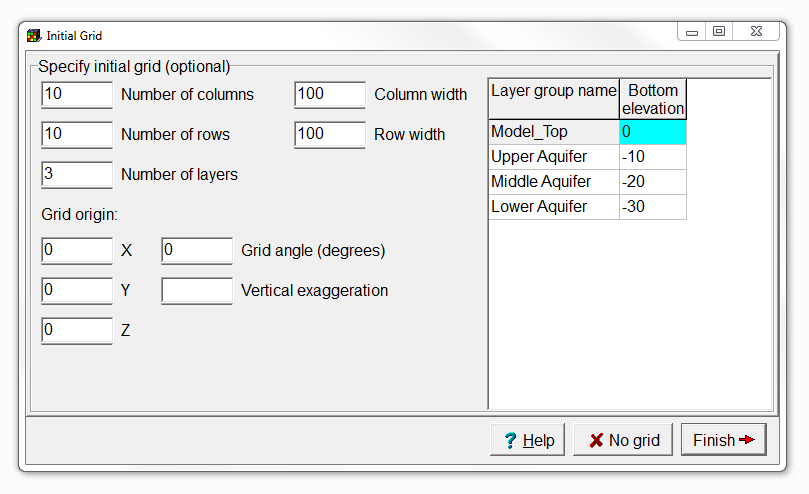 Initial Grid
Specify initial grid (optional)
10 Number of columns 100 Column width
10 Number of rows 100 Row width
3 Number of layers
Grid origin:
0 X 0 Grid angle (degrees)
0 Y Vertical exaggeration
0 Z
Layer group name Bottom elevation
Model_Top 0
Upper Aquifer -10
Middle Aquifer -20
Lower Aquifer -30
? Help No grid Finish